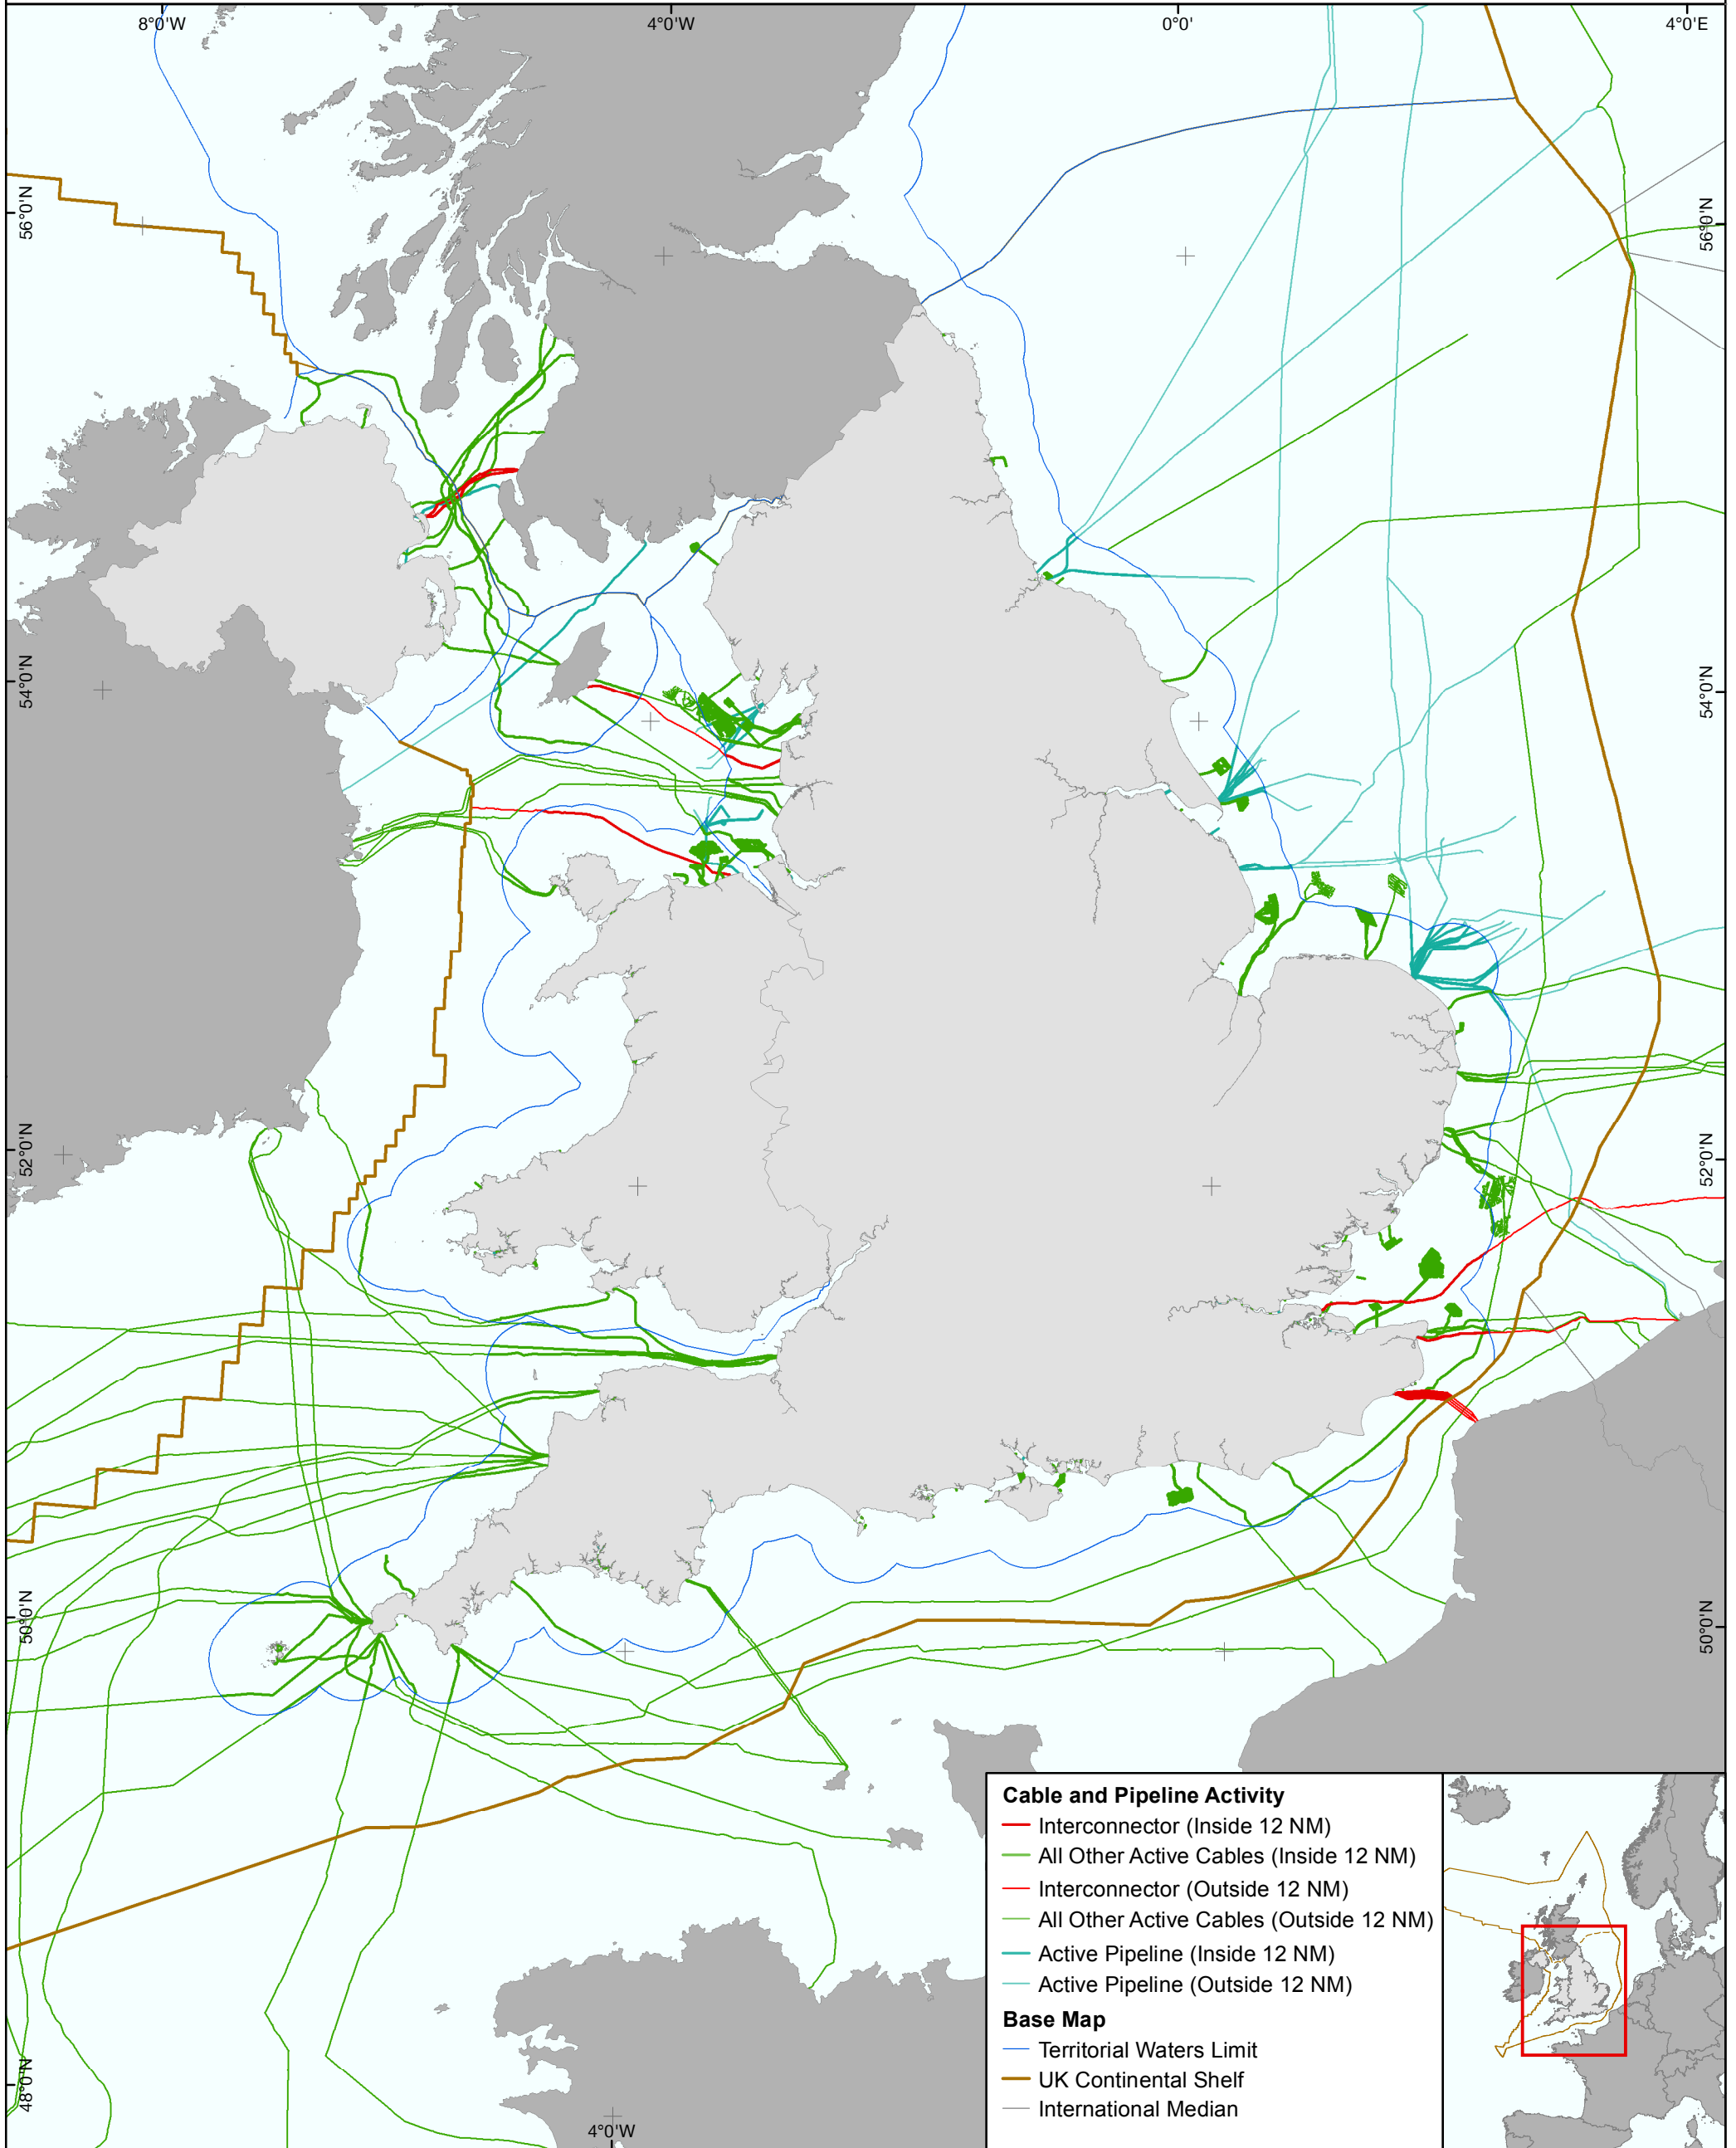 8°0'W
4°0'W
0°0'
4°0'E
56°0'N
56°0'N
54°0'N
54°0'N
52°0'N
52°0'N
50°0'N
50°0'N
48°0'N
4°0'W
Cable and Pipeline Activity
Interconnector (Inside 12 NM)
All Other Active Cables (Inside 12 NM)
Interconnector (Outside 12 NM)
All Other Active Cables (Outside 12 NM)
Active Pipeline (Inside 12 NM)
Active Pipeline (Outside 12 NM)
Base Map
Territorial Waters Limit
UK Continental Shelf
International Median